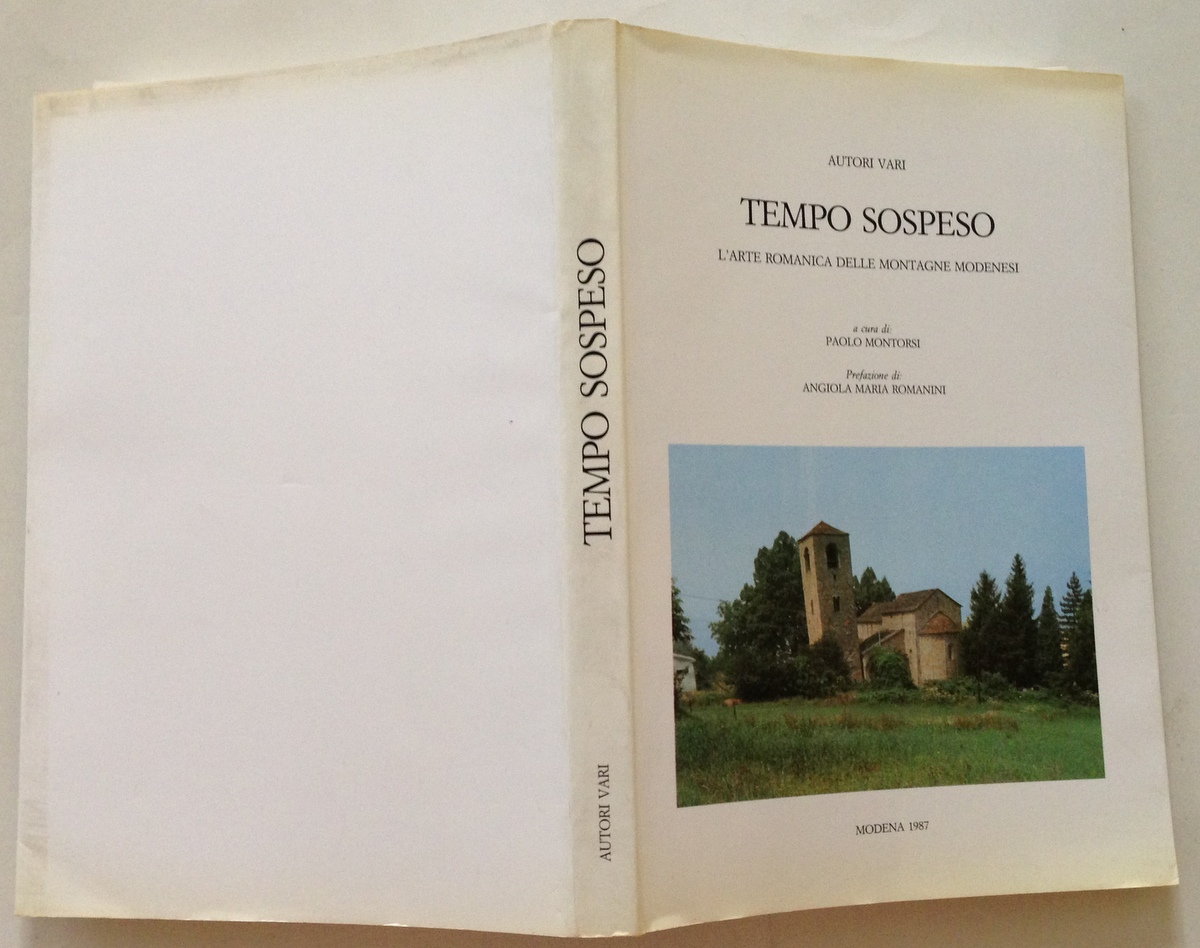 TEMPO SOSPESO
AUTORI VARI
AUTORI VARI
TEMPO SOSPESO
L'ARTE ROMANICA DELLE MONTAGNE MODENESI
a cura di:
PAOLO MONTORSI
Prefazione di:
ANGIOLA MARIA ROMANINI
MODENA 1987